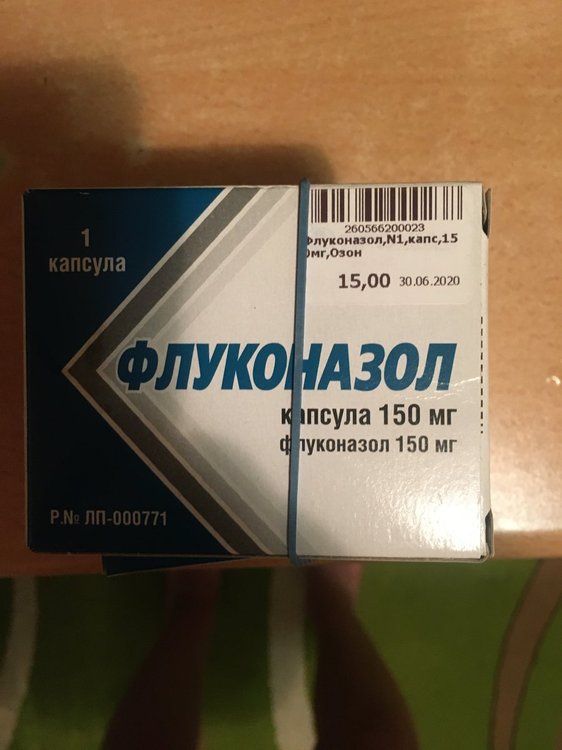 1
капсула
260566200023
Флуконазол,N1,капс,15
0мг,Озон
15,00 30.06.2020
ФЛУКОНАЗОЛ
капсула 150 мг
флуконазол 150 мг
Р.№ ЛП-000771